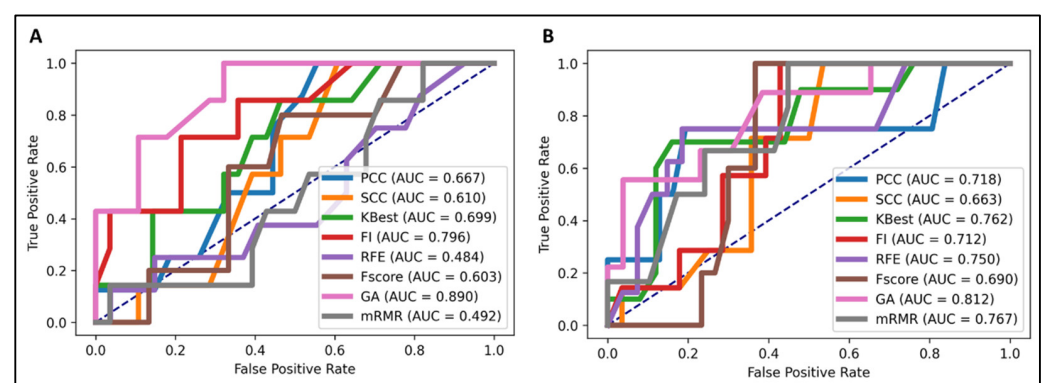 A
1.0
0.8
0.6
0.4
0.2
0.0
True Positive Rate
PCC (AUC = 0.667)
SCC (AUC = 0.610)
KBest (AUC = 0.699)
FI (AUC = 0.796)
RFE (AUC = 0.484)
Fscore (AUC = 0.603)
GA (AUC = 0.890)
mRMR (AUC = 0.492)
0.0 0.2 0.4 0.6 0.8 1.0
False Positive Rate
B
1.0
0.8
0.6
0.4
0.2
0.0
True Positive Rate
PCC (AUC = 0.718)
SCC (AUC = 0.663)
KBest (AUC = 0.762)
FI (AUC = 0.712)
RFE (AUC = 0.750)
Fscore (AUC = 0.690)
GA (AUC = 0.812)
mRMR (AUC = 0.767)
0.0 0.2 0.4 0.6 0.8 1.0
False Positive Rate